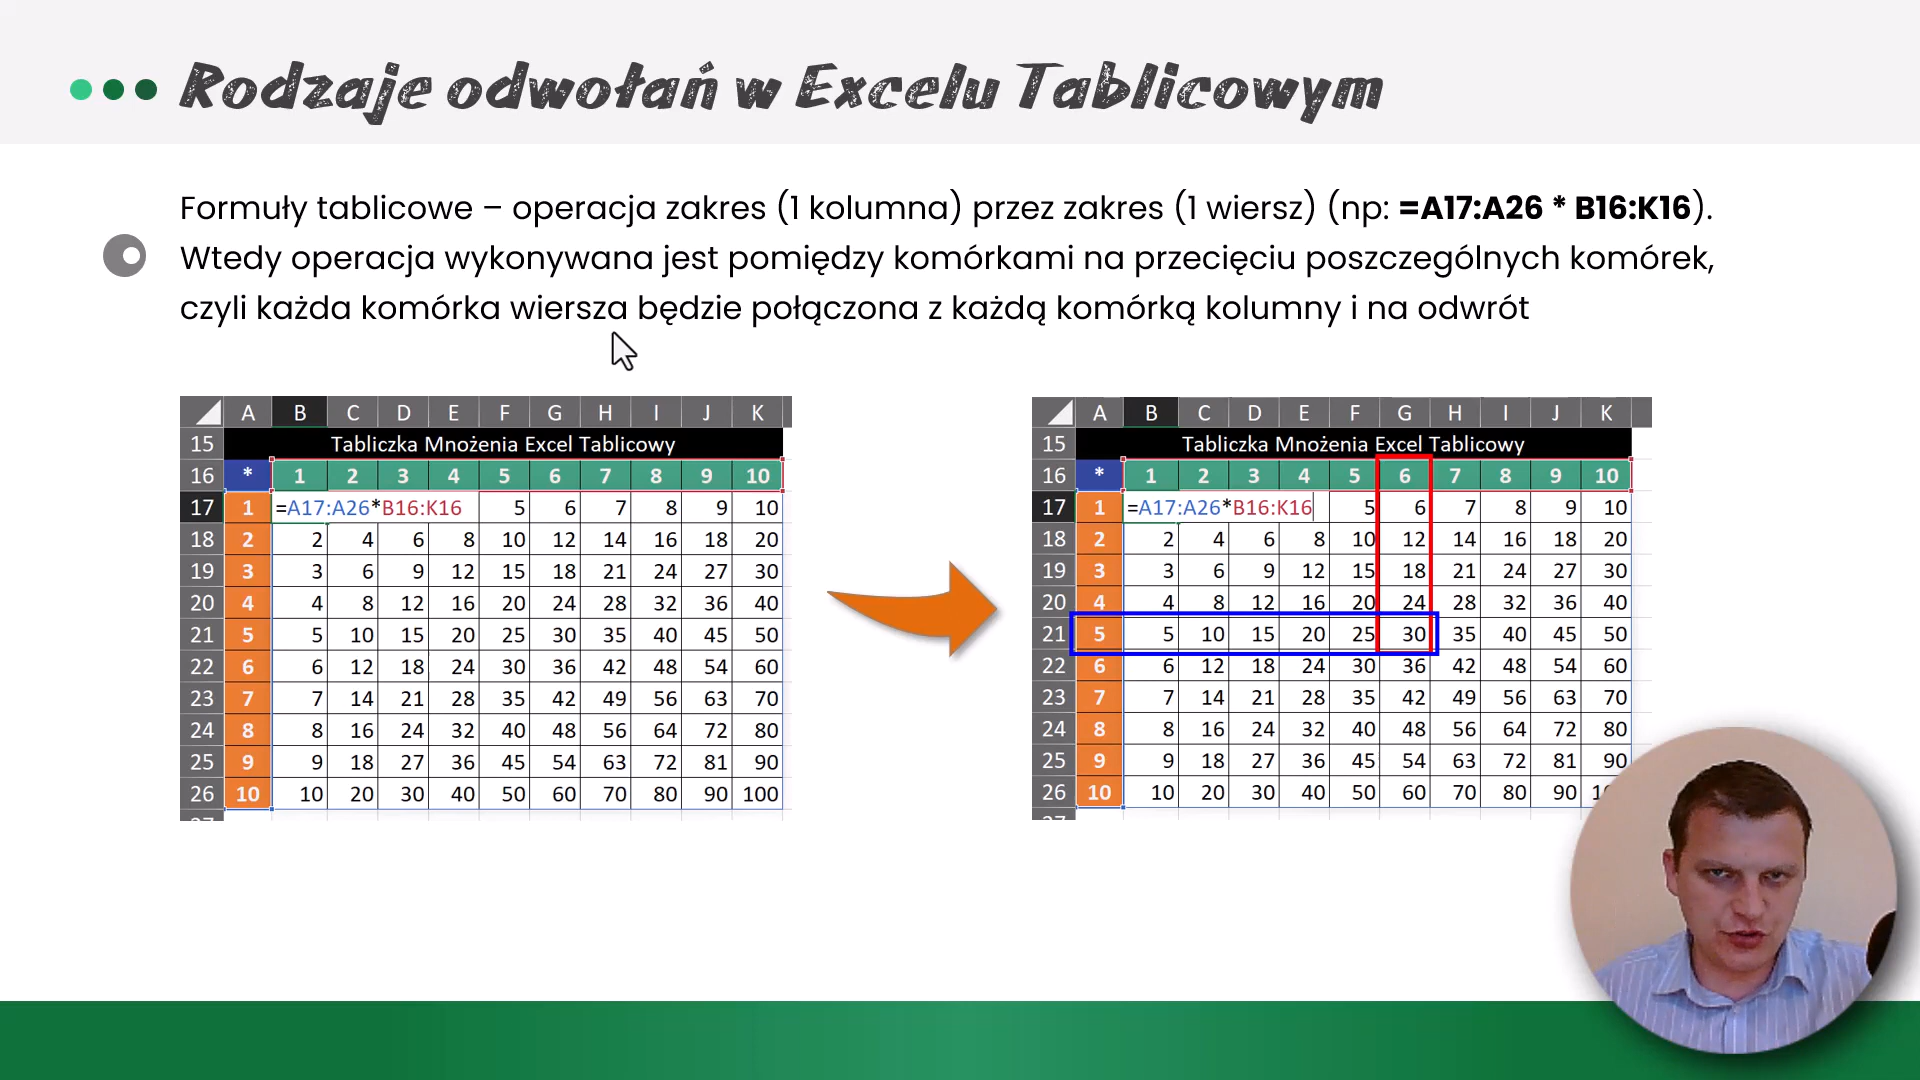 Rodzaje odwołań w Excelu Tablicowym
Formuły tablicowe – operacja zakres (1 kolumna) przez zakres (1 wiersz) (np: =A17:A26 * B16:K16).
Wtedy operacja wykonywana jest pomiędzy komórkami na przecięciu poszczególnych komórek,
czyli każda komórka wiersza będzie połączona z każdą komórką kolumny i na odwrót
A B C D E F G H I J K
15 Tabliczka Mnożenia Excel Tablicowy
16 * 1 2 3 4 5 6 7 8 9 10
17 1 =A17:A26*B16:K16 5 6 7 8 9 10
18 2 2 4 6 8 10 12 14 16 18 20
19 3 3 6 9 12 15 18 21 24 27 30
20 4 4 8 12 16 20 24 28 32 36 40
21 5 5 10 15 20 25 30 35 40 45 50
22 6 6 12 18 24 30 36 42 48 54 60
23 7 7 14 21 28 35 42 49 56 63 70
24 8 8 16 24 32 40 48 56 64 72 80
25 9 9 18 27 36 45 54 63 72 81 90
26 10 10 20 30 40 50 60 70 80 90 100
A B C D E F G H I J K
15 Tabliczka Mnożenia Excel Tablicowy
16 * 1 2 3 4 5 6 7 8 9 10
17 1 =A17:A26*B16:K16 5 6 7 8 9 10
18 2 2 4 6 8 10 12 14 16 18 20
19 3 3 6 9 12 15 18 21 24 27 30
20 4 4 8 12 16 20 24 28 32 36 40
21 5 5 10 15 20 25 30 35 40 45 50
22 6 6 12 18 24 30 36 42 48 54 60
23 7 7 14 21 28 35 42 49 56 63 70
24 8 8 16 24 32 40 48 56 64 72 80
25 9 9 18 27 36 45 54 63 72 81 90
26 10 10 20 30 40 50 60 70 80 90